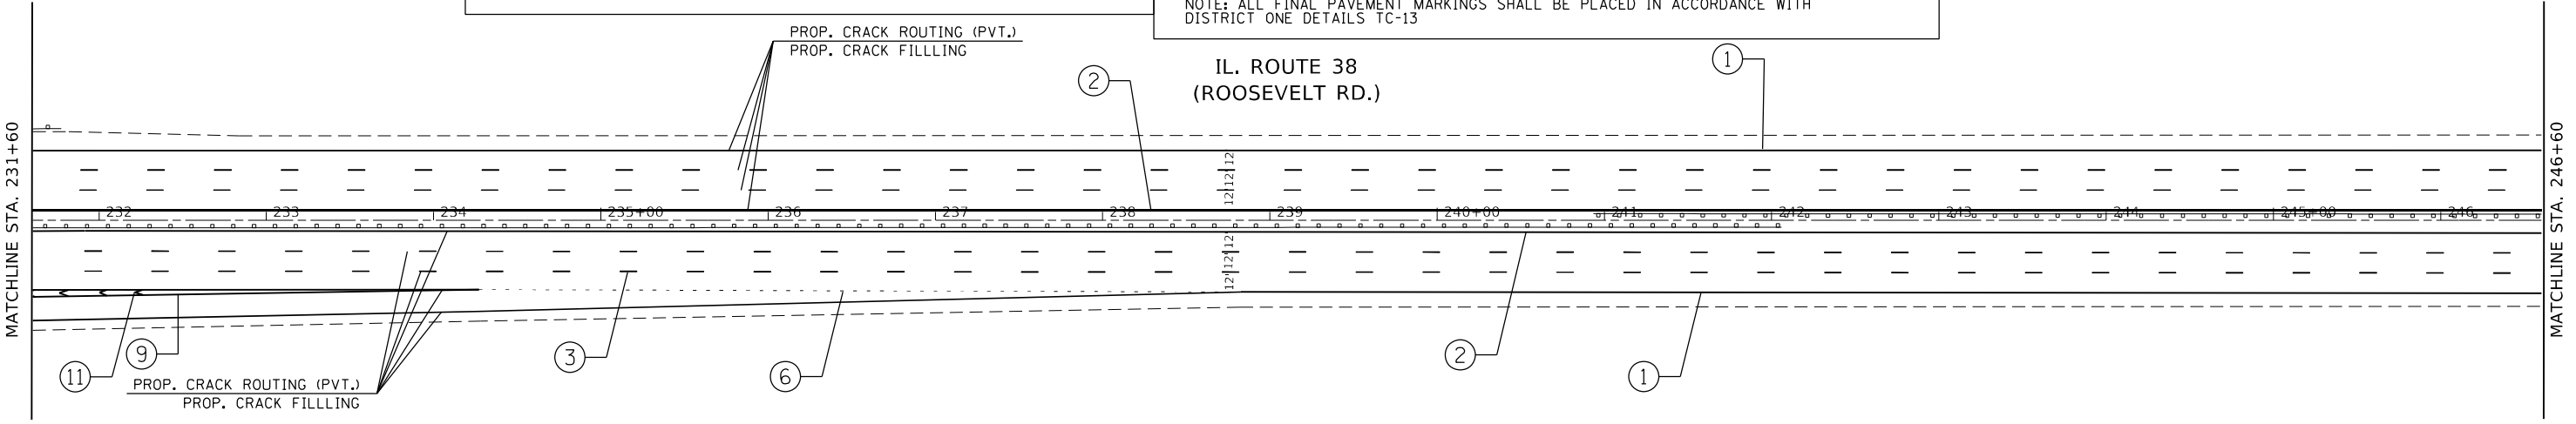 NOTE: ALL FINAL PAVEMENT MARKINGS SHALL BE PLACED IN ACCORDANCE WITH
DISTRICT ONE DETAILS TC-13
PROP. CRACK ROUTING (PVT.)
PROP. CRACK FILLLING
IL. ROUTE 38
(ROOSEVELT RD.)
1
2
MATCHLINE STA. 231+60
MATCHLINE STA. 246+60
12'12'12'
232 233 234 235+00 236 237 238 239 240+00 241 242 243 244 245+00 246
12'12'12'
11
9
3
6
2
1
PROP. CRACK ROUTING (PVT.)
PROP. CRACK FILLLING